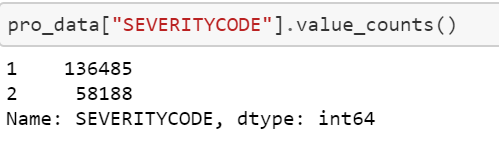 pro_data["SEVERITYCODE"].value_counts()
1    136485
2     58188
Name: SEVERITYCODE, dtype: int64